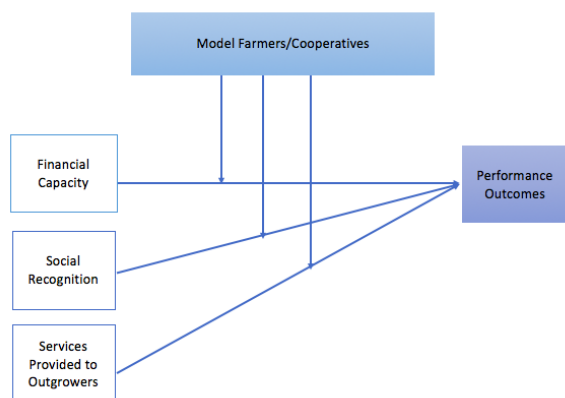 Model Farmers/Cooperatives
Financial
Capacity
Performance
Outcomes
Social
Recognition
Services
Provided to
Outgrowers